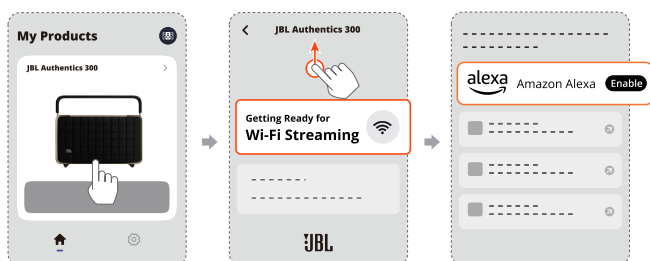 My Products
JBL Authentics 300
JBL
JBL Authentics 300
Getting Ready for
Wi-Fi Streaming
JBL
alexa
Amazon Alexa
Enable